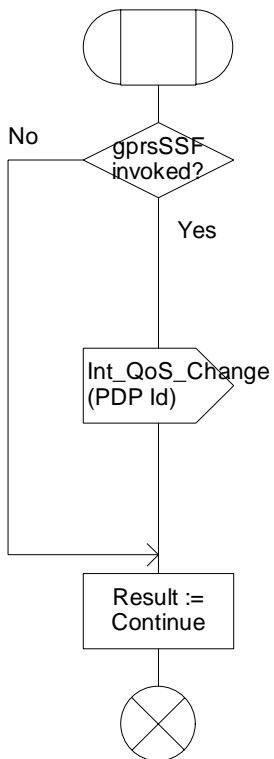 No
gprsSSF
invoked?
Yes
Int_QoS_Change
(PDP Id)
Result :=
Continue